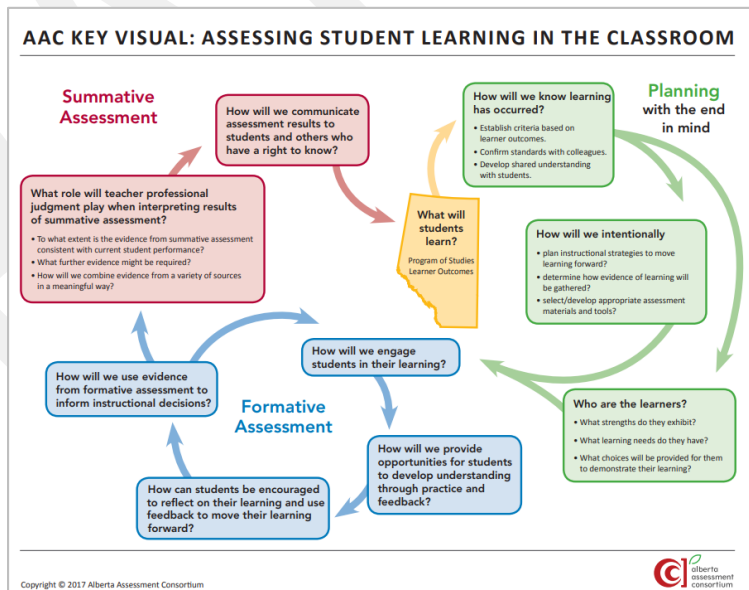 AAC KEY VISUAL: ASSESSING STUDENT LEARNING IN THE CLASSROOM
Summative
Assessment
How will we communicate
assessment results to
students and others who
have a right to know?
What role will teacher professional
judgment play when interpreting results
of summative assessment?
• To what extent is the evidence from summative assessment
consistent with current student performance?
• What further evidence might be required?
• How will we combine evidence from a variety of sources
in a meaningful way?
What will
students
learn?
Program of Studies
Learner Outcomes
How will we know learning
has occurred?
• Establish criteria based on
learner outcomes.
• Confirm standards with colleagues.
• Develop shared understanding
with students.
Planning
with the end
in mind
How will we intentionally
• plan instructional strategies to move
learning forward?
• determine how evidence of learning will
be gathered?
• select/develop appropriate assessment
materials and tools?
Who are the learners?
• What strengths do they exhibit?
• What learning needs do they have?
• What choices will be provided for them
to demonstrate their learning?
How will we engage
students in their learning?
Formative
Assessment
How will we provide
opportunities for students
to develop understanding
through practice and
feedback?
How can students be encouraged
to reflect on their learning and use
feedback to move their learning
forward?
How will we use evidence
from formative assessment to
inform instructional decisions?
Copyright © 2017 Alberta Assessment Consortium
alberta
assessment
consortium